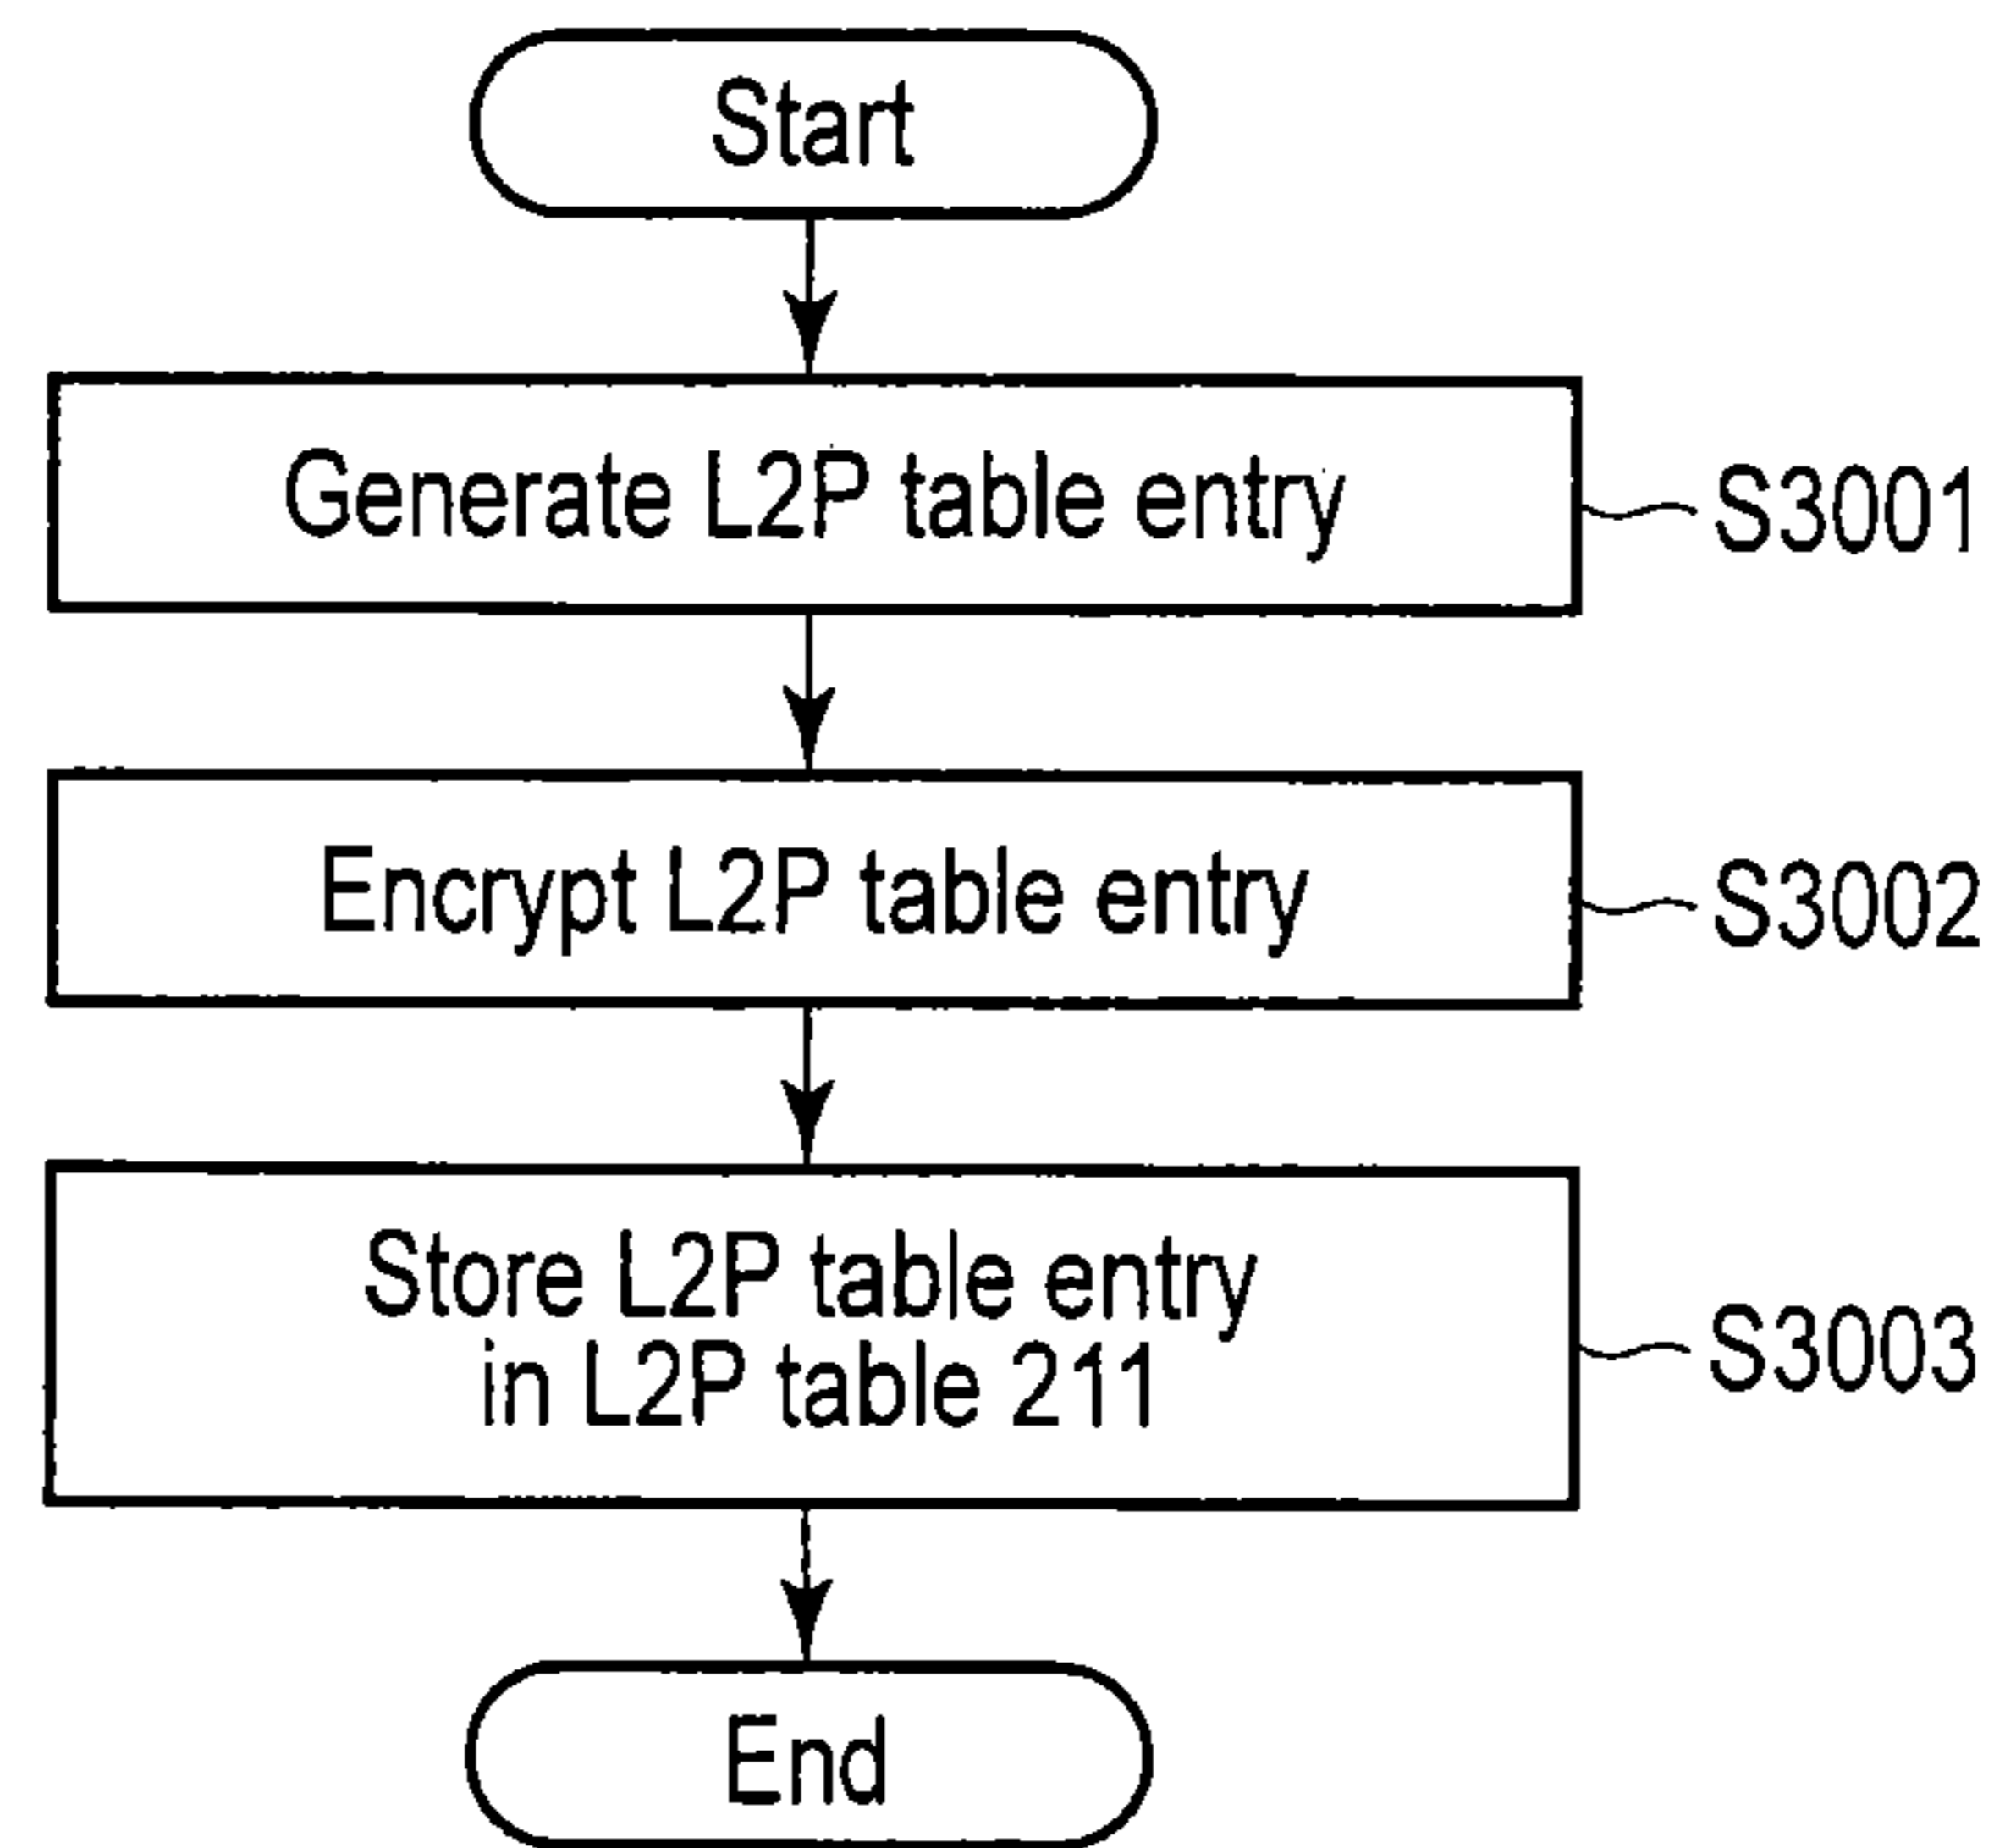 Start
Generate L2P table entry
S3001
Encrypt L2P table entry
S3002
Store L2P table entry
in L2P table 211
S3003
End